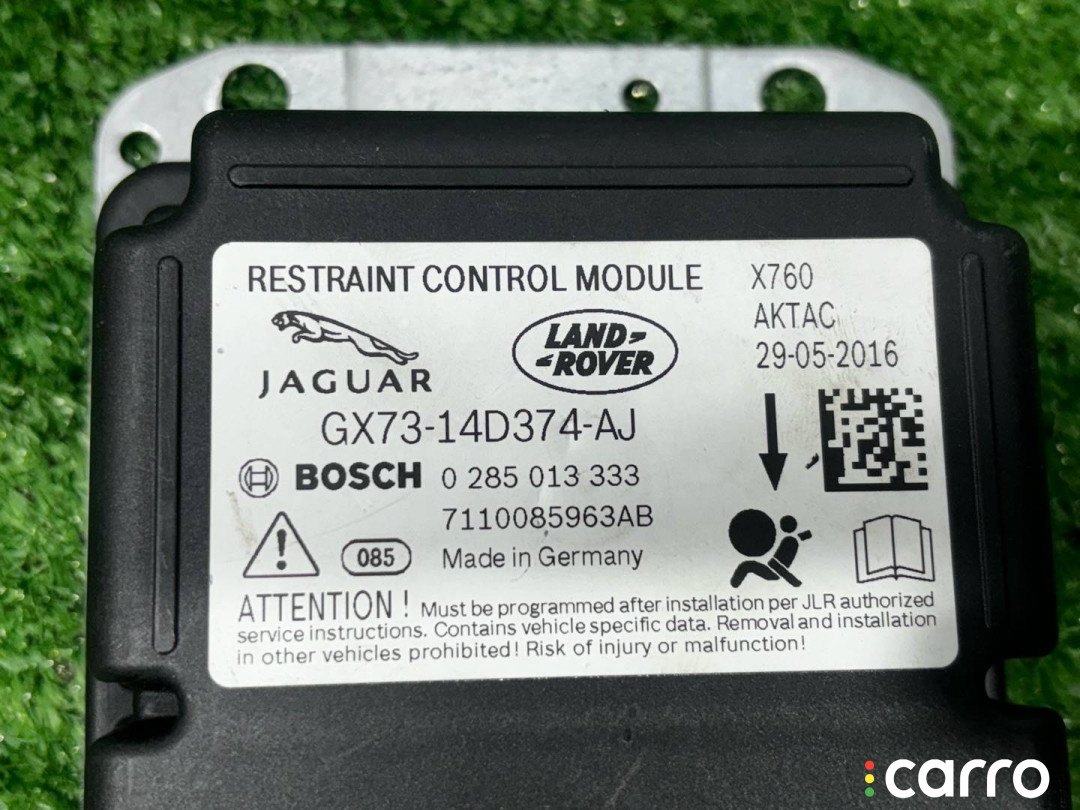 RESTRAINT CONTROL MODULE
X760
AKTAC
29-05-2016
JAGUAR
LAND
ROVER
GX73-14D374-AJ
BOSCH 0 285 013 333
7110085963AB
085
Made in Germany
ATTENTION ! Must be programmed after installation per JLR authorized
service instructions. Contains vehicle specific data. Removal and installation
in other vehicles prohibited! Risk of injury or malfunction!
carro